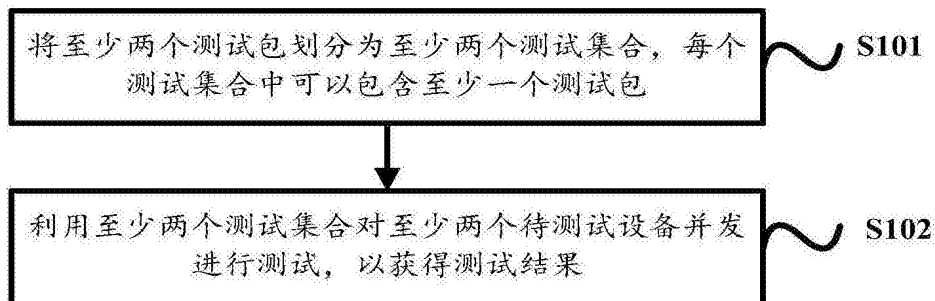 将至少两个测试包划分为至少两个测试集合，每个
测试集合中可以包含至少一个测试包
S101
利用至少两个测试集合对至少两个待测试设备并发
进行测试，以获得测试结果
S102